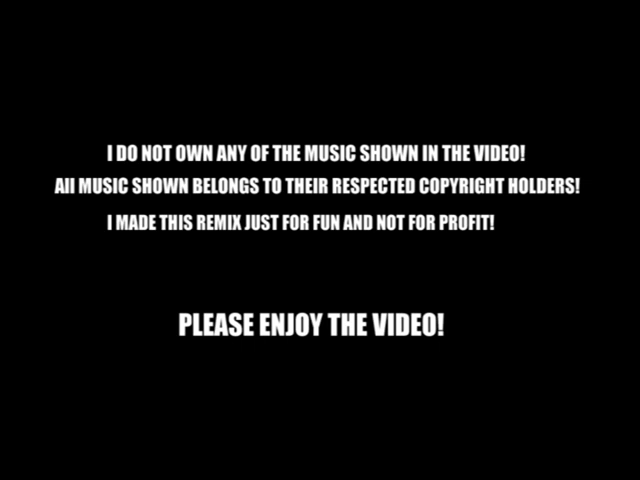 I DO NOT OWN ANY OF THE MUSIC SHOWN IN THE VIDEO!
All MUSIC SHOWN BELONGS TO THEIR RESPECTED COPYRIGHT HOLDERS!
I MADE THIS REMIX JUST FOR FUN AND NOT FOR PROFIT!
PLEASE ENJOY THE VIDEO!